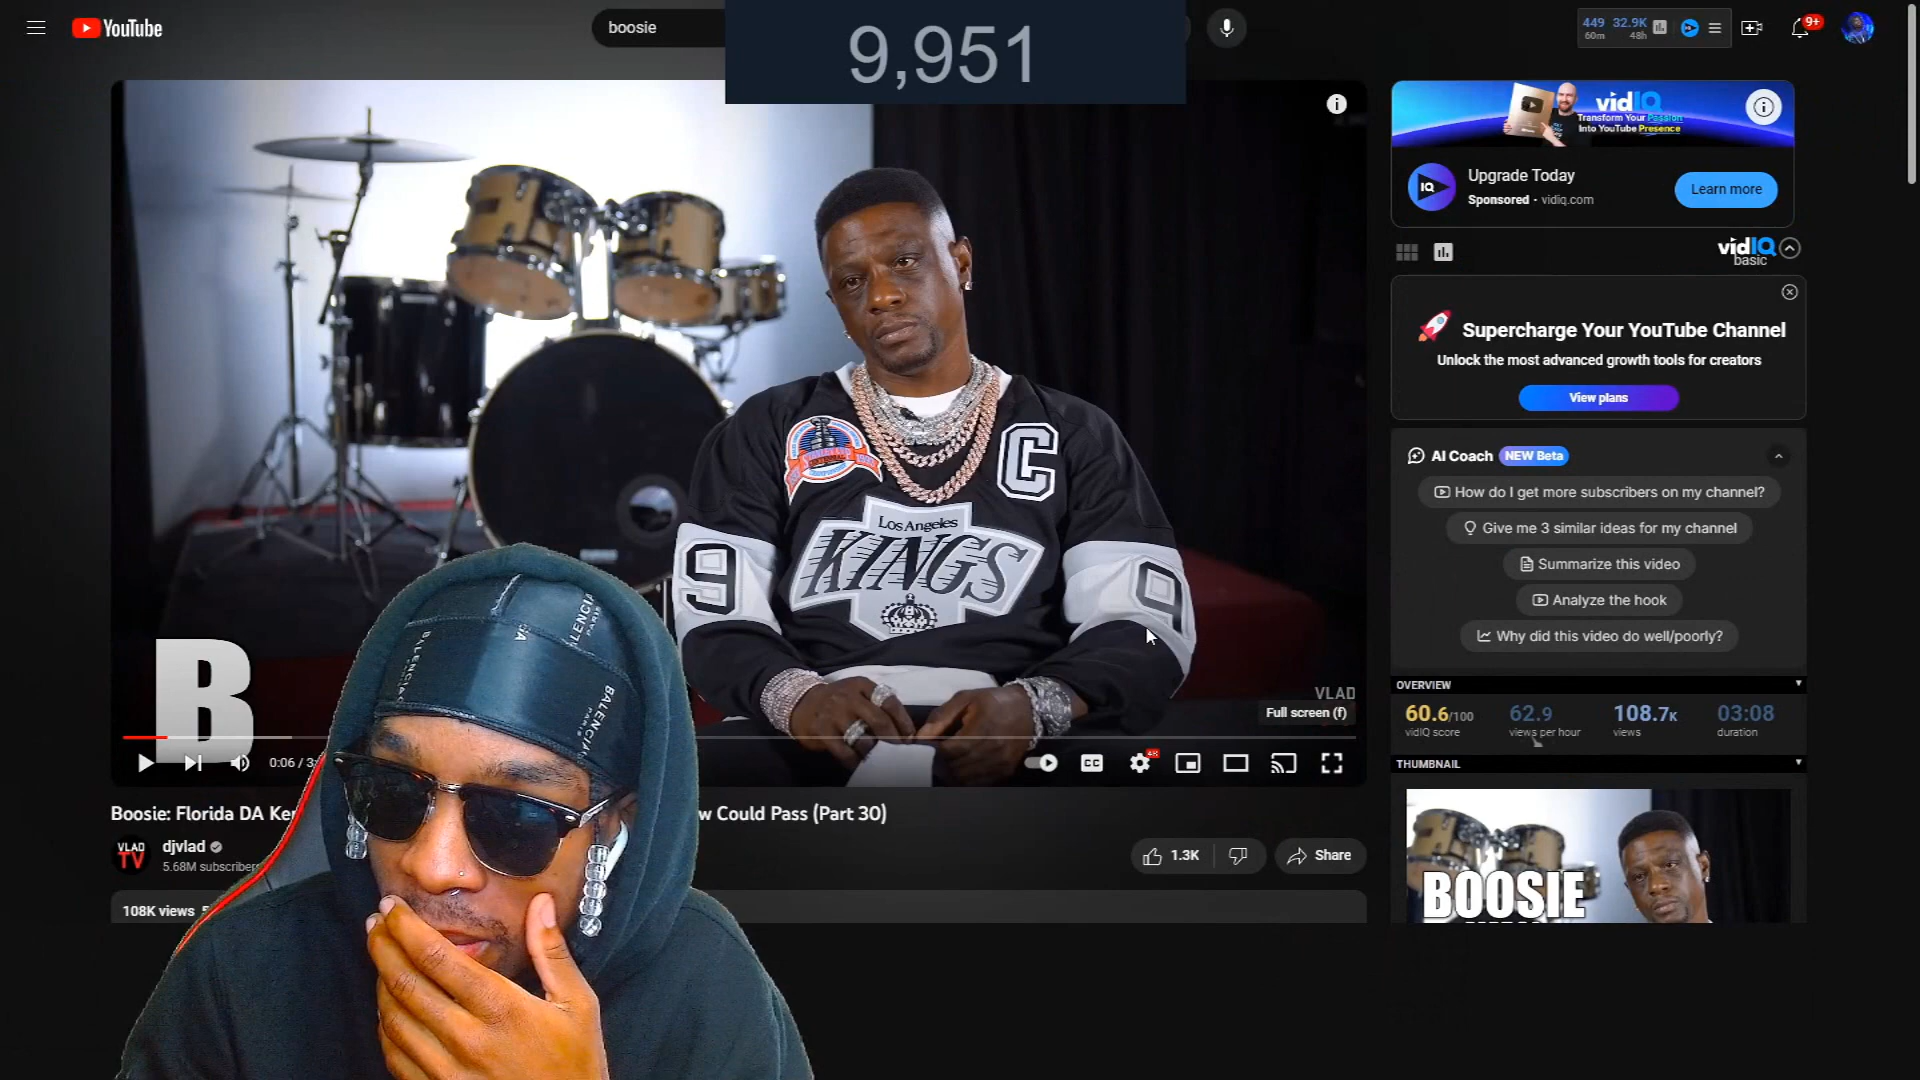 YouTube
boosie
9,951
449 32.9K
60m 48h
9+
vidIQ
Transform Your Passion
Into YouTube Presence
IQ
Upgrade Today
Sponsored · vidiq.com
Learn more
vidIQ
basic
Supercharge Your YouTube Channel
Unlock the most advanced growth tools for creators
View plans
AI Coach NEW Beta
How do I get more subscribers on my channel?
Give me 3 similar ideas for my channel
Summarize this video
Analyze the hook
Why did this video do well/poorly?
OVERVIEW
60.6/100 62.9 108.7K 03:08
vidIQ score views per hour views duration
THUMBNAIL
BOOSIE
C
Los Angeles
KINGS
9
9
B
BALENCIAGA
PARIS
VLAD
Full screen (f)
0:06 / 3:
CC
Boosie: Florida DA
w Could Pass (Part 30)
VLAD
TV
djvlad
5.68M subscribers
1.3K
Share
108K views